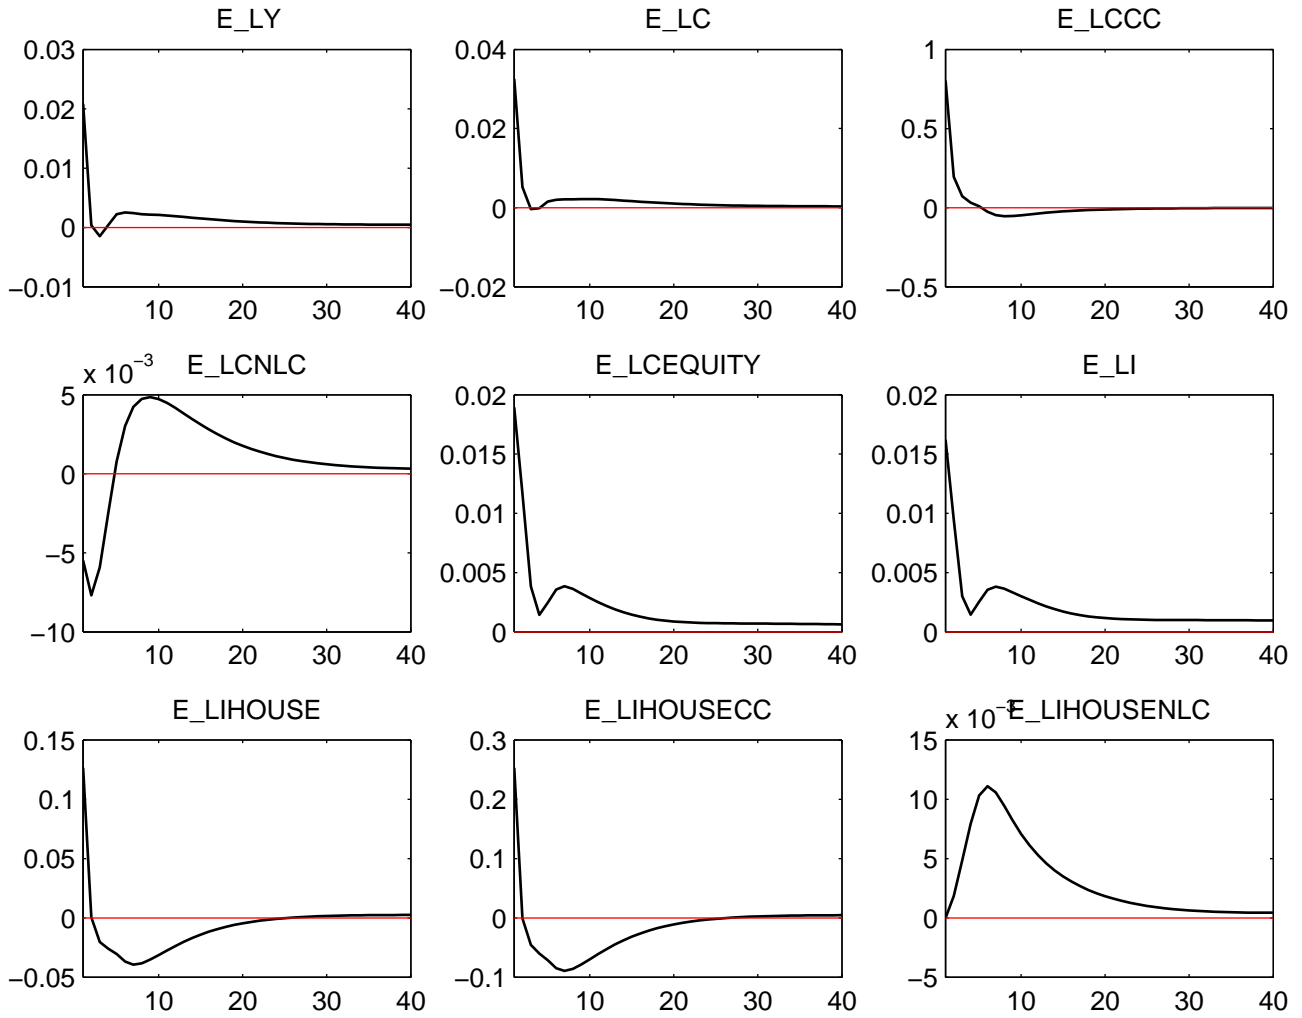 E_LY E_LC E_LCCC
0.03 0.04 1
0.02 0.02 0.5
0.01 0 0
0 −0.02 −0.5
−0.01
10 20 30 40 10 20 30 40 10 20 30 40
x 10−3 E_LCNLC E_LCEQUITY E_LI
5 0.02 0.02
0 0.015 0.015
−5 0.01 0.01
−10 0.005 0.005
0 0
10 20 30 40 10 20 30 40 10 20 30 40
E_LIHOUSE E_LIHOUSECC x 10−3 E_LIHOUSENLC
0.15 0.3 15
0.1 0.2 10
0.05 0.1 5
0 0 0
−0.05 −0.1 −5
10 20 30 40 10 20 30 40 10 20 30 40